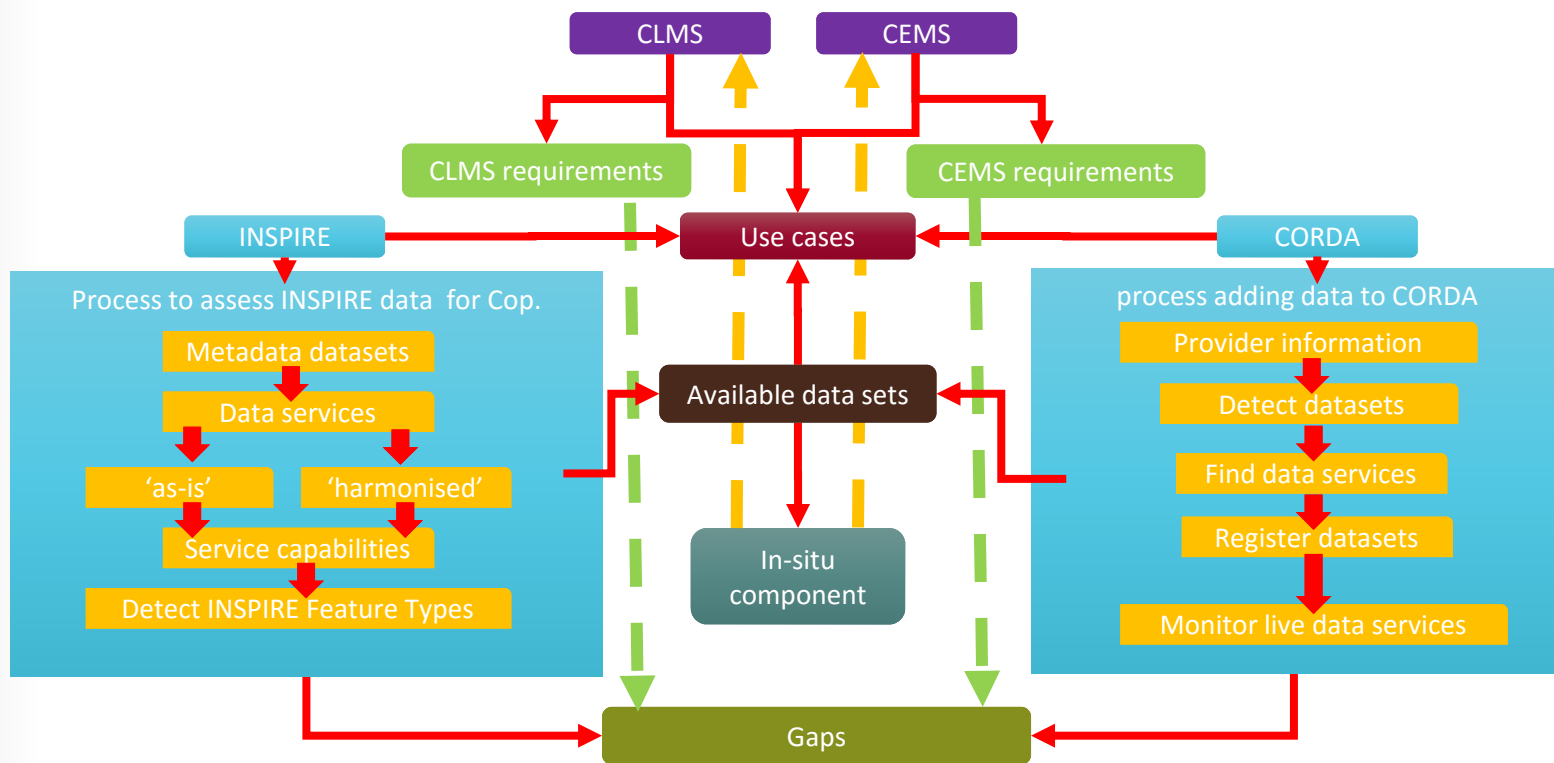 CLMS
CEMS
CLMS requirements
CEMS requirements
INSPIRE
Use cases
CORDA
Process to assess INSPIRE data  for Cop.
Metadata datasets
Data services
‘as-is’
‘harmonised’
Service capabilities
Detect INSPIRE Feature Types
Available data sets
In-situ
component
process adding data to CORDA
Provider information
Detect datasets
Find data services
Register datasets
Monitor live data services
Gaps